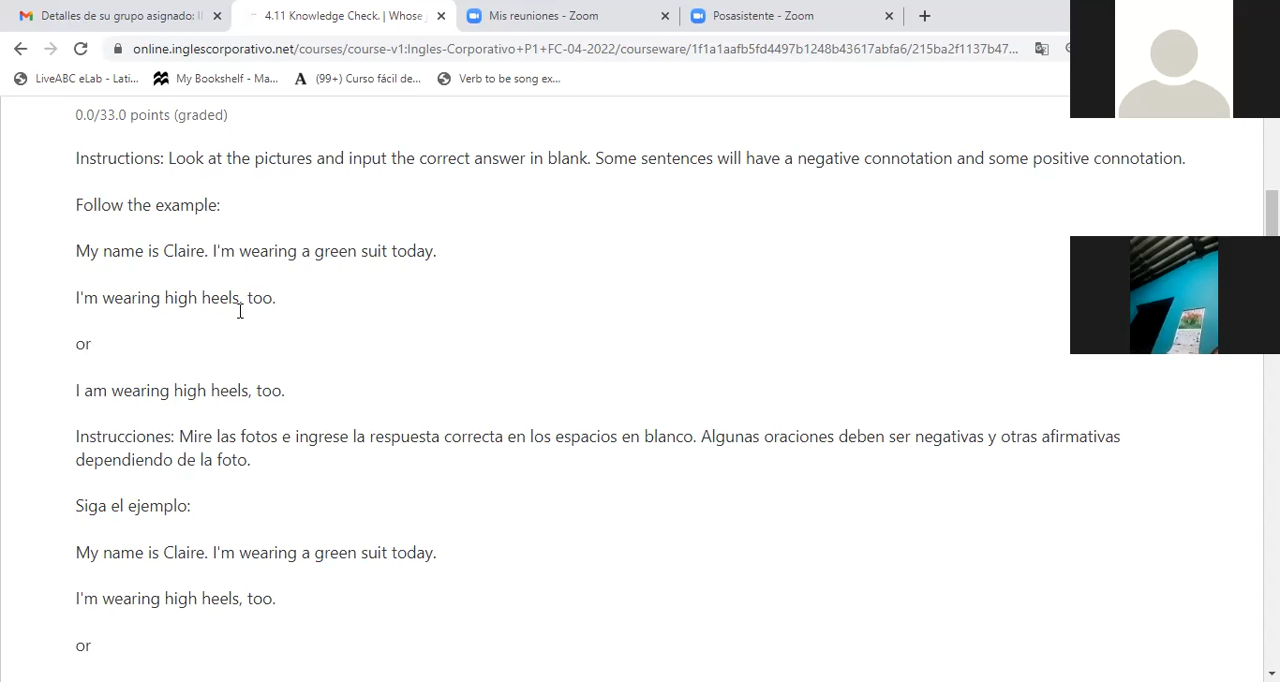 Detalles de su grupo asignado: I
4.11 Knowledge Check. | Whose
Mis reuniones - Zoom
Posasistente - Zoom
online.inglescorporativo.net/courses/course-v1:Ingles-Corporativo+P1+FC-04-2022/courseware/1f1a1aafb5fd4497b1248b43617abfa6/215ba2f1137b47...
LiveABC eLab - Lati...
My Bookshelf - Ma...
(99+) Curso fácil de...
Verb to be song ex...
0.0/33.0 points (graded)
Instructions: Look at the pictures and input the correct answer in blank. Some sentences will have a negative connotation and some positive connotation.
Follow the example:
My name is Claire. I'm wearing a green suit today.
I'm wearing high heels, too.
or
I am wearing high heels, too.
Instrucciones: Mire las fotos e ingrese la respuesta correcta en los espacios en blanco. Algunas oraciones deben ser negativas y otras afirmativas
dependiendo de la foto.
Siga el ejemplo:
My name is Claire. I'm wearing a green suit today.
I'm wearing high heels, too.
or